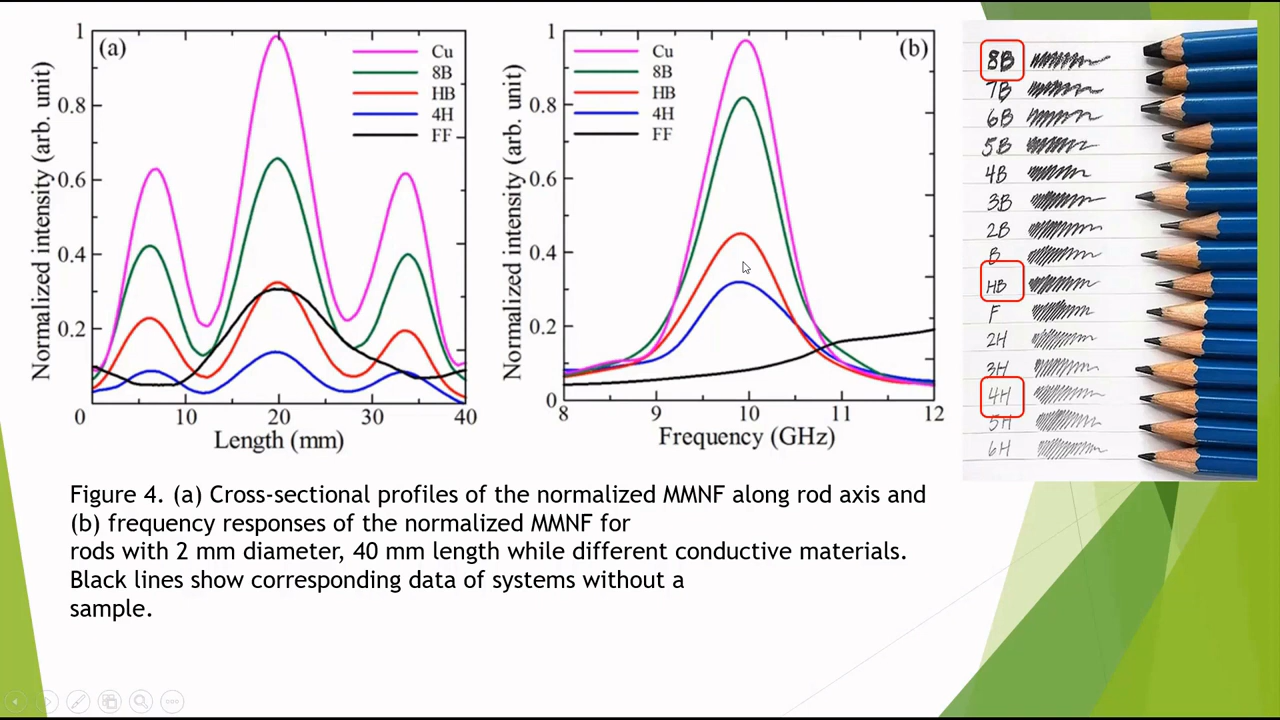 (a)
Normalized intensity (arb. unit)
1
0.8
0.6
0.4
0.2
0
10
20
30
40
Length (mm)
Cu
8B
HB
4H
FF
(b)
Normalized intensity (arb. unit)
1
0.8
0.6
0.4
0.2
0
8
9
10
11
12
Frequency (GHz)
Cu
8B
HB
4H
FF
8B
7B
6B
5B
4B
3B
2B
B
HB
F
2H
3H
4H
5H
6H
Figure 4. (a) Cross-sectional profiles of the normalized MMNF along rod axis and
(b) frequency responses of the normalized MMNF for
rods with 2 mm diameter, 40 mm length while different conductive materials.
Black lines show corresponding data of systems without a
sample.